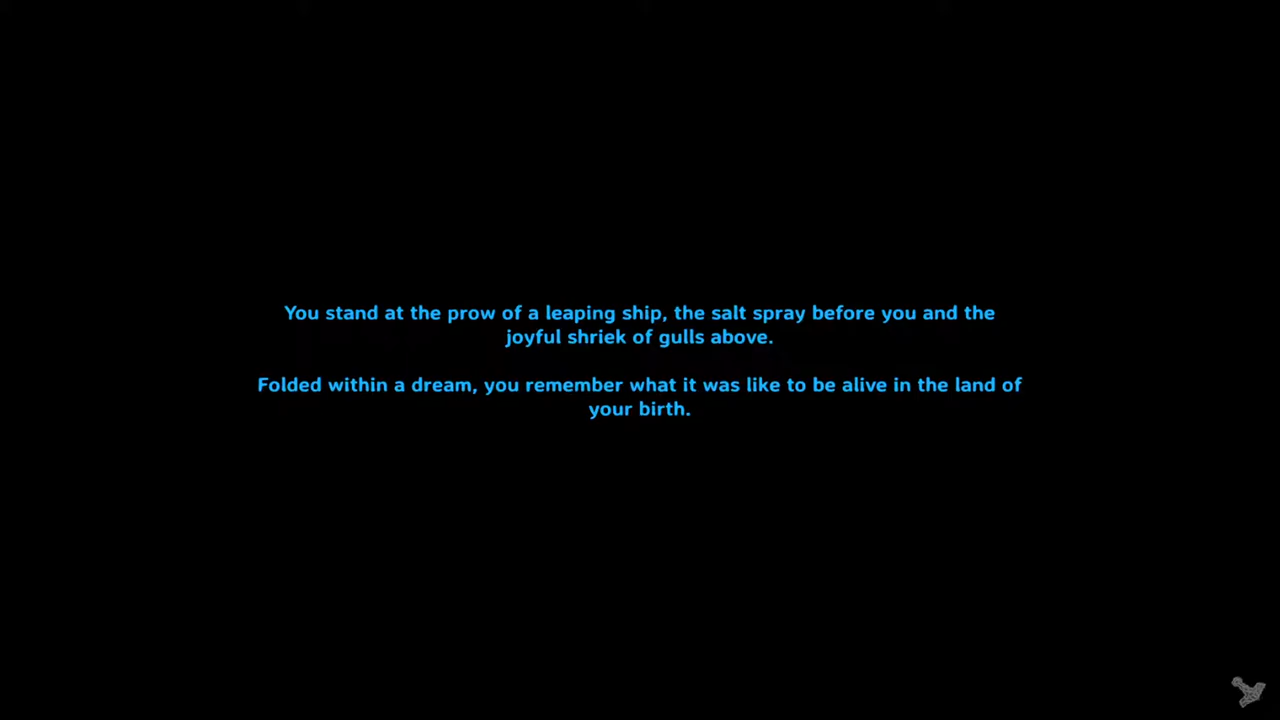 You stand at the prow of a leaping ship, the salt spray before you and the
joyful shriek of gulls above.
Folded within a dream, you remember what it was like to be alive in the land of
your birth.